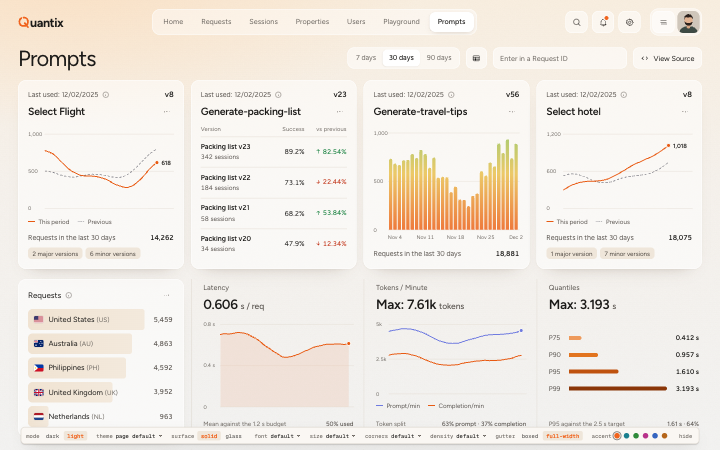 Quantix
Home Requests Sessions Properties Users Playground Prompts
Prompts
7 days 30 days 90 days
Enter in a Request ID
View Source
Last used: 12/02/2025 v8
Select Flight
1,000
500
0
618
This period Previous
Requests in the last 30 days 14,262
2 major versions 6 minor versions
Last used: 12/02/2025 v23
Generate-packing-list
Version Success vs previous
Packing list v23
342 sessions
89.2% ↑ 82.54%
Packing list v22
184 sessions
73.1% ↓ 22.44%
Packing list v21
58 sessions
68.2% ↑ 53.84%
Packing list v20
34 sessions
47.9% ↓ 12.34%
Last used: 12/02/2025 v56
Generate-travel-tips
1,000
500
0
Nov 4 Nov 11 Nov 18 Nov 25 Dec 2
Requests in the last 30 days 18,881
Last used: 12/02/2025 v8
Select hotel
1,200
600
0
1,018
This period Previous
Requests in the last 30 days 18,075
1 major version 7 minor versions
Requests
United States (US) 5,459
Australia (AU) 4,863
Philippines (PH) 4,592
United Kingdom (UK) 3,952
Netherlands (NL) 963
Latency
0.606 s / req
0.8 s
0.4 s
0
Mean against the 1.2 s budget 50% used
Tokens / Minute
Max: 7.61k tokens
5k
2.5k
0
Prompt/min Completion/min
Token split 63% prompt · 37% completion
Quantiles
Max: 3.193 s
P75 0.412 s
P90 0.957 s
P95 1.610 s
P99 3.193 s
P95 against the 2.5 s target 1.61 s · 64%
mode dark light theme page default surface solid glass font default size default corners default density default gutter boxed full-width accent hide